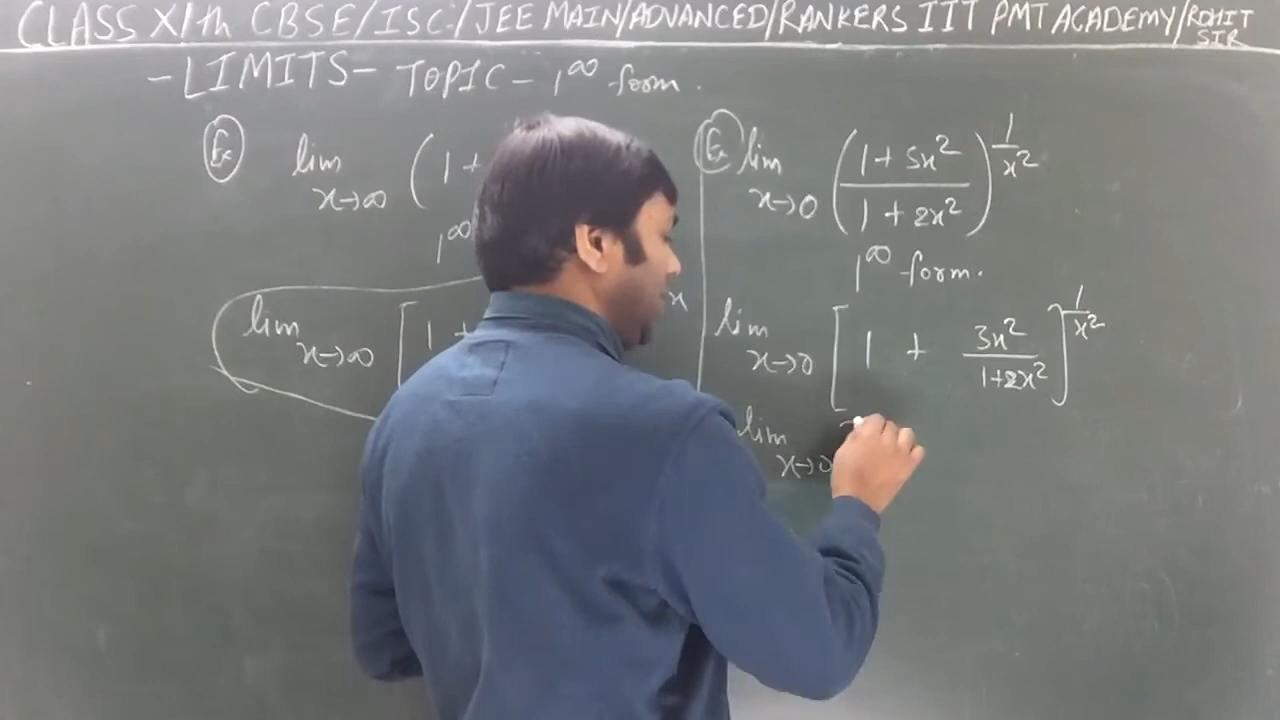 CLASS XIth CBSE/ISC/JEE MAIN/ADVANCED/RANKERS IIT PMT ACADEMY/ROHIT SIR
-LIMITS- TOPIC - 1^∞ form.
Ex lim x→∞ (1+
1^∞
lim x→∞ [1 +
x
Ex lim x→0 ((1+5x²)/(1+2x²))^(1/x²)
1^∞ form.
lim x→0 [1 + 3x²/(1+2x²)]^(1/x²)
lim x→0